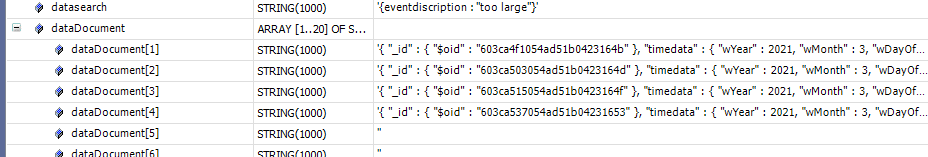 datasearch STRING(1000) '{eventdiscription : "too large"}'
dataDocument ARRAY [1..20] OF S...
dataDocument[1] STRING(1000) '{ "_id" : { "$oid" : "603ca4f1054ad51b0423164b" }, "timedata" : { "wYear" : 2021, "wMonth" : 3, "wDayOf...
dataDocument[2] STRING(1000) '{ "_id" : { "$oid" : "603ca503054ad51b0423164d" }, "timedata" : { "wYear" : 2021, "wMonth" : 3, "wDayOf...
dataDocument[3] STRING(1000) '{ "_id" : { "$oid" : "603ca515054ad51b0423164f" }, "timedata" : { "wYear" : 2021, "wMonth" : 3, "wDayOf...
dataDocument[4] STRING(1000) '{ "_id" : { "$oid" : "603ca537054ad51b04231653" }, "timedata" : { "wYear" : 2021, "wMonth" : 3, "wDayOf...
dataDocument[5] STRING(1000) ''
dataDocument[6] STRING(1000) ''